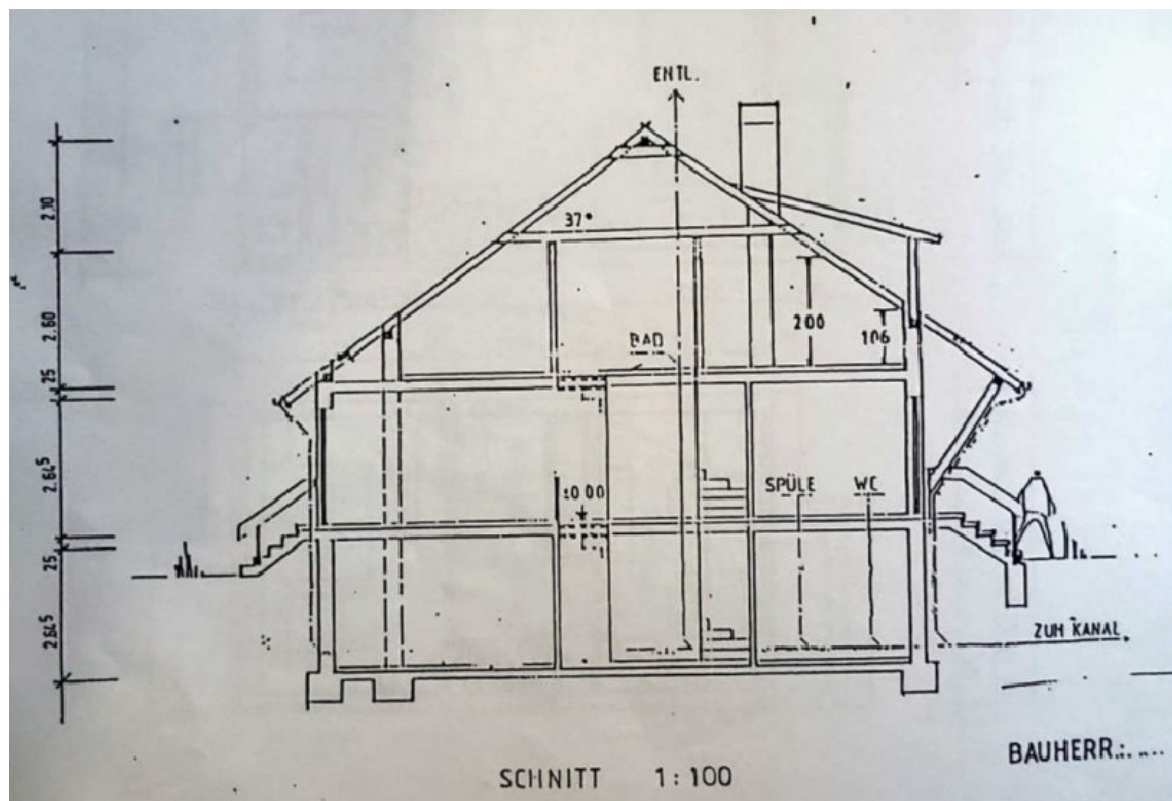 ENTL.
2.10
37°
2.60
200
106
BAD
25
2.645
±0.00
SPÜLE
WC
25
2.645
ZUM KANAL
BAUHERR.:
SCHNITT 1:100